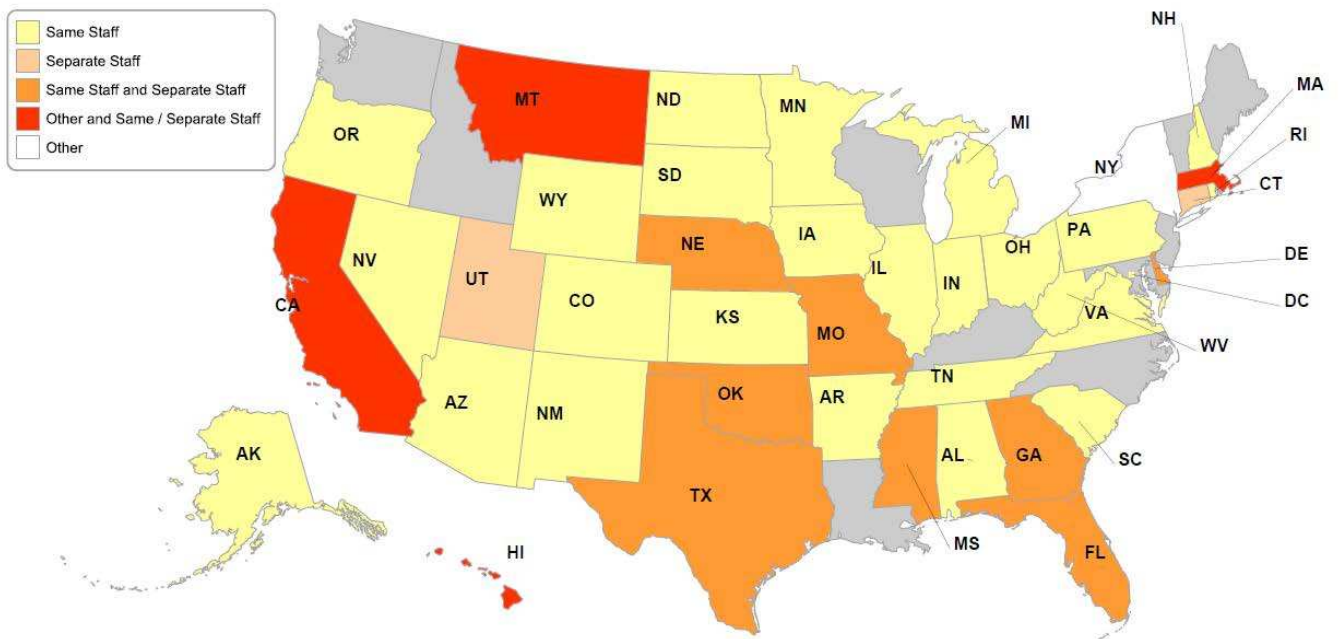 Same Staff
Separate Staff
Same Staff and Separate Staff
Other and Same / Separate Staff
Other
NH
MA
MT
ND
MN
MI
RI
OR
NY
SD
CT
WY
IA
PA
NE
OH
NV
IL
IN
DE
UT
CO
DC
CA
KS
VA
MO
WV
TN
OK
AR
AZ
NM
AK
AL
GA
SC
TX
MS
HI
FL